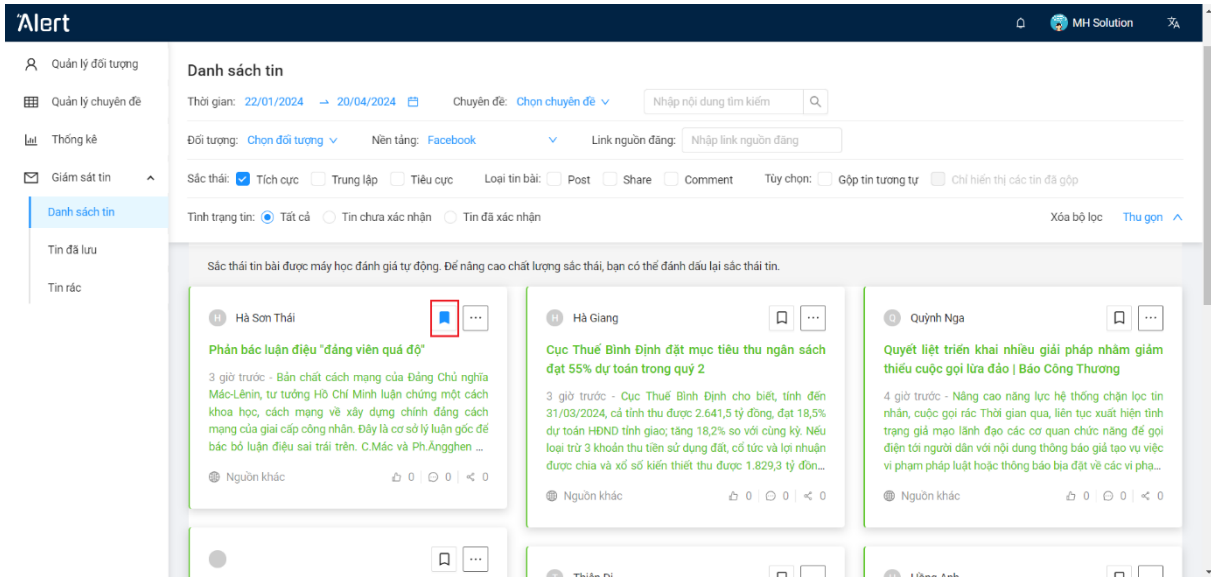 Alert
MH Solution
Quản lý đối tượng
Quản lý chuyên đề
Thống kê
Giám sát tin
Danh sách tin
Tin đã lưu
Tin rác
Danh sách tin
Thời gian: 22/01/2024 → 20/04/2024 Chuyên đề: Chọn chuyên đề Nhập nội dung tìm kiếm
Đối tượng: Chọn đối tượng Nền tảng: Facebook Link nguồn đăng: Nhập link nguồn đăng
Sắc thái: Tích cực Trung lập Tiêu cực Loại tin bài: Post Share Comment Tùy chọn: Gộp tin tương tự Chỉ hiển thị các tin đã gộp
Tình trạng tin: Tất cả Tin chưa xác nhận Tin đã xác nhận Xóa bộ lọc Thu gọn
Sắc thái tin bài được máy học đánh giá tự động. Để nâng cao chất lượng sắc thái, bạn có thể đánh dấu lại sắc thái tin.
H Hà Sơn Thái
Phản bác luận điệu "đảng viên quá độ"
3 giờ trước - Bản chất cách mạng của Đảng Chủ nghĩa
Mác-Lênin, tư tưởng Hồ Chí Minh luận chứng một cách
khoa học, cách mạng về xây dựng chính đảng cách
mạng của giai cấp công nhân. Đây là cơ sở lý luận gốc để
bác bỏ luận điệu sai trái trên. C.Mác và Ph.Ăngghen ...
Nguồn khác 0 0 0
H Hà Giang
Cục Thuế Bình Định đặt mục tiêu thu ngân sách
đạt 55% dự toán trong quý 2
3 giờ trước - Cục Thuế Bình Định cho biết, tính đến
31/03/2024, cả tỉnh thu được 2.641,5 tỷ đồng, đạt 18,5%
dự toán HĐND tỉnh giao; tăng 18,2% so với cùng kỳ. Nếu
loại trừ 3 khoản thu tiền sử dụng đất, cổ tức và lợi nhuận
được chia và xổ số kiến thiết thu được 1.829,3 tỷ đồn...
Nguồn khác 0 0 0
Q Quỳnh Nga
Quyết liệt triển khai nhiều giải pháp nhằm giảm
thiểu cuộc gọi lừa đảo | Báo Công Thương
4 giờ trước - Nâng cao năng lực hệ thống chặn lọc tin
nhắn, cuộc gọi rác Thời gian qua, liên tục xuất hiện tình
trạng giả mạo lãnh đạo các cơ quan chức năng để gọi
điện tới người dân với nội dung thông báo giả tạo vụ việc
vi phạm pháp luật hoặc thông báo bịa đặt về các vi phạ...
Nguồn khác 0 0 0